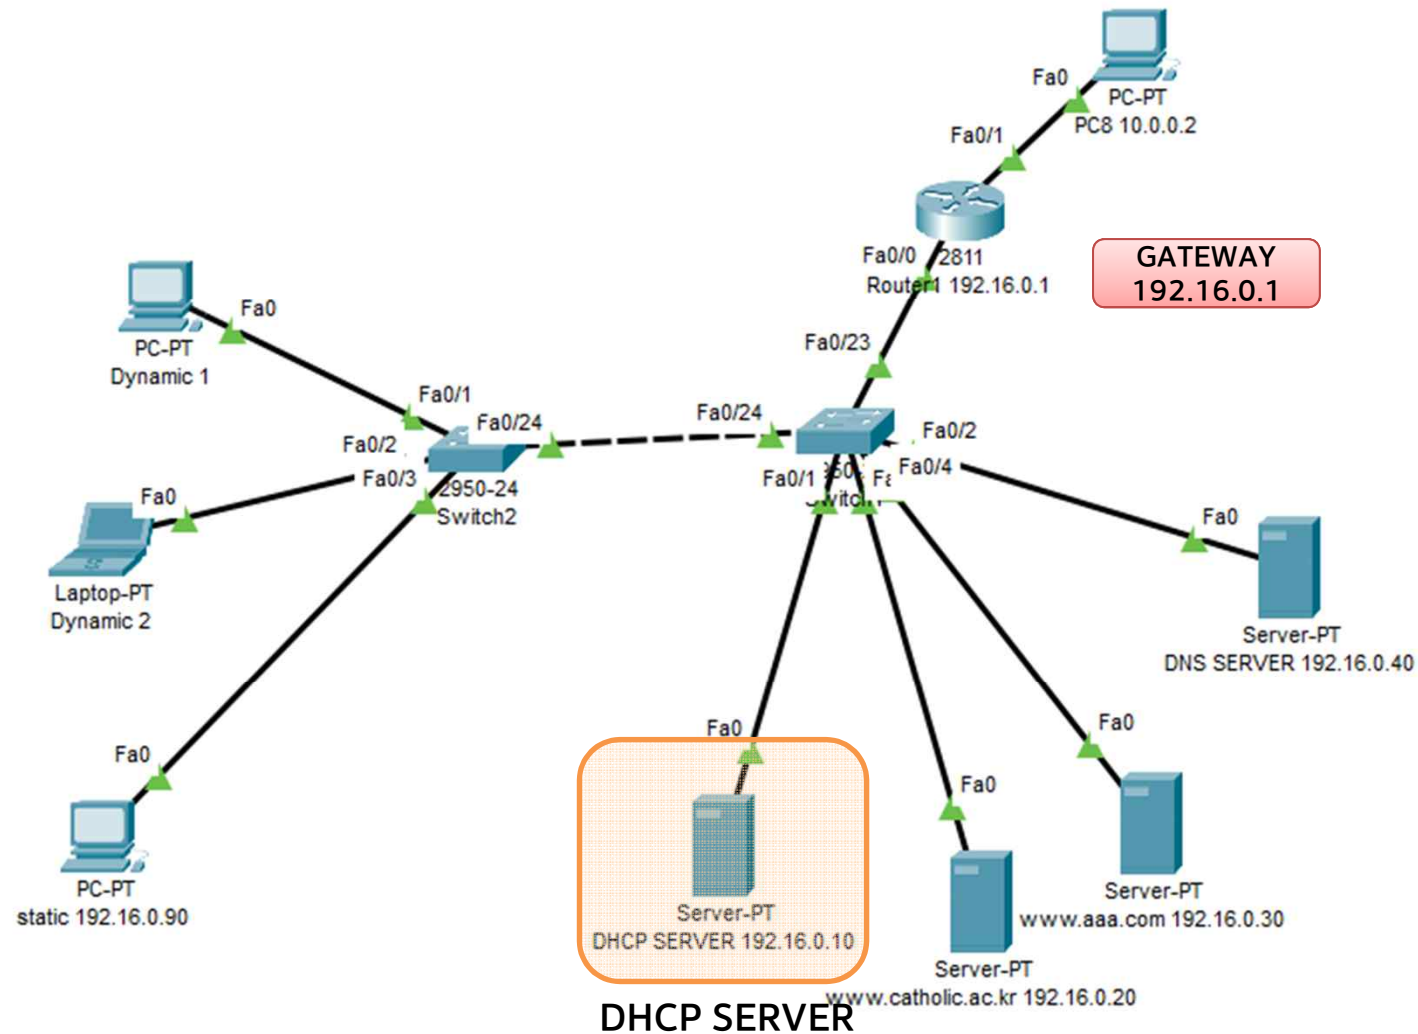 Fa0
PC-PT
PC8 10.0.0.2
Fa0/1
Fa0/0
2811
Router1 192.16.0.1
GATEWAY
192.16.0.1
Fa0/23
Fa0
PC-PT
Dynamic 1
Fa0/1
Fa0/24
Fa0/2
Fa0/3
2950-24
Switch2
Fa0
Laptop-PT
Dynamic 2
Fa0/24
Fa0/2
Fa0/4
Fa0/1
Fa0
Server-PT
DNS SERVER 192.16.0.40
Fa0
PC-PT
static 192.16.0.90
Fa0
Server-PT
DHCP SERVER 192.16.0.10
DHCP SERVER
Fa0
Server-PT
www.catholic.ac.kr 192.16.0.20
Fa0
Server-PT
www.aaa.com 192.16.0.30